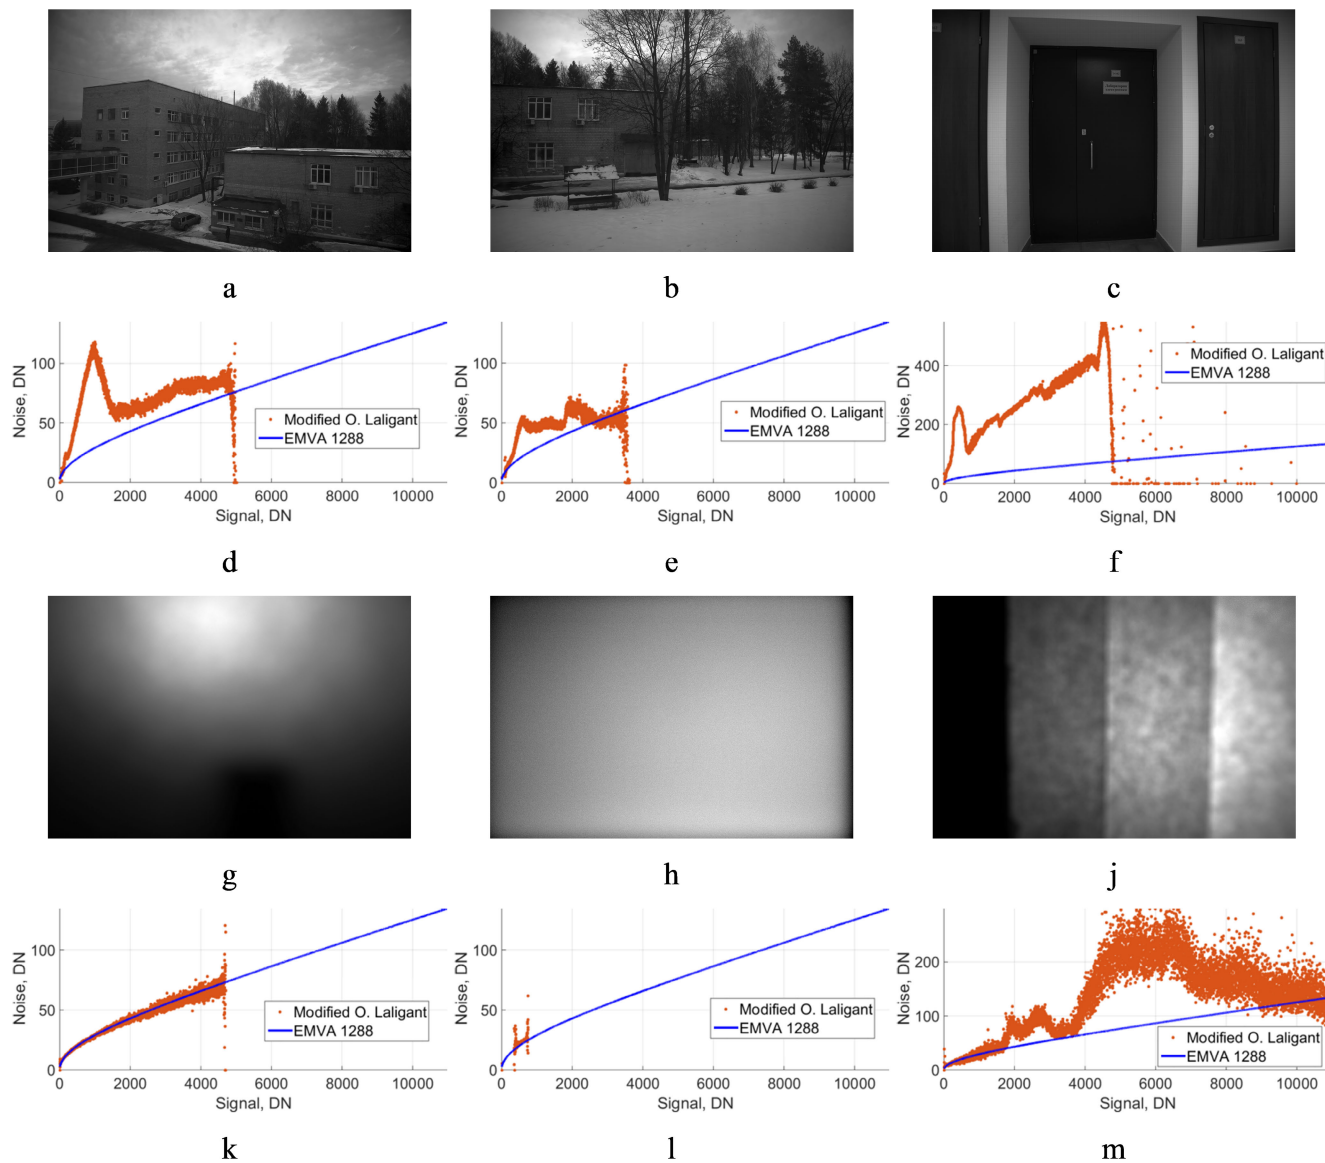 a
b
c
Noise, DN
100
50
0
Modified O. Laligant
EMVA 1288
0 2000 4000 6000 8000 10000
Signal, DN
d
Noise, DN
100
50
0
Modified O. Laligant
EMVA 1288
0 2000 4000 6000 8000 10000
Signal, DN
e
Noise, DN
400
200
0
Modified O. Laligant
EMVA 1288
0 2000 4000 6000 8000 10000
Signal, DN
f
g
h
j
Noise, DN
100
50
0
Modified O. Laligant
EMVA 1288
0 2000 4000 6000 8000 10000
Signal, DN
k
Noise, DN
100
50
0
Modified O. Laligant
EMVA 1288
0 2000 4000 6000 8000 10000
Signal, DN
l
Noise, DN
200
100
0
Modified O. Laligant
EMVA 1288
0 2000 4000 6000 8000 10000
Signal, DN
m